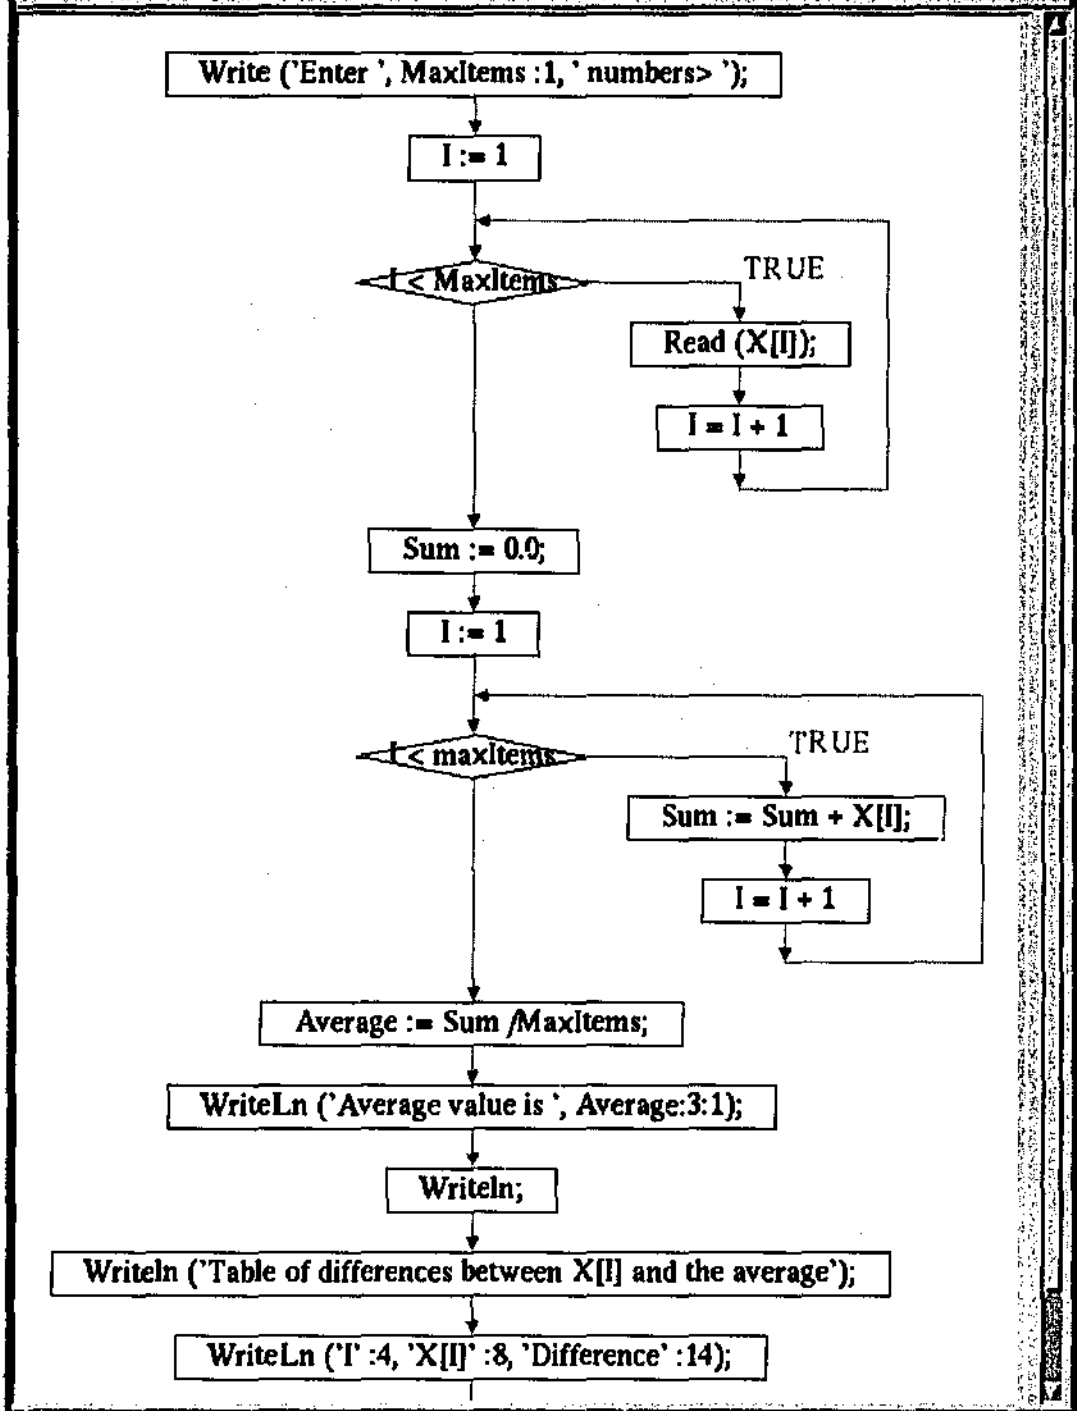 Write ('Enter ', MaxItems :1, ' numbers> ');
I := 1
I < MaxItems
TRUE
Read (X[I]);
I = I + 1
Sum := 0.0;
I := 1
I < maxItems
TRUE
Sum := Sum + X[I];
I = I + 1
Average := Sum /MaxItems;
WriteLn ('Average value is ', Average:3:1);
Writeln;
Writeln ('Table of differences between X[I] and the average');
WriteLn ('I' :4, 'X[I]' :8, 'Difference' :14);